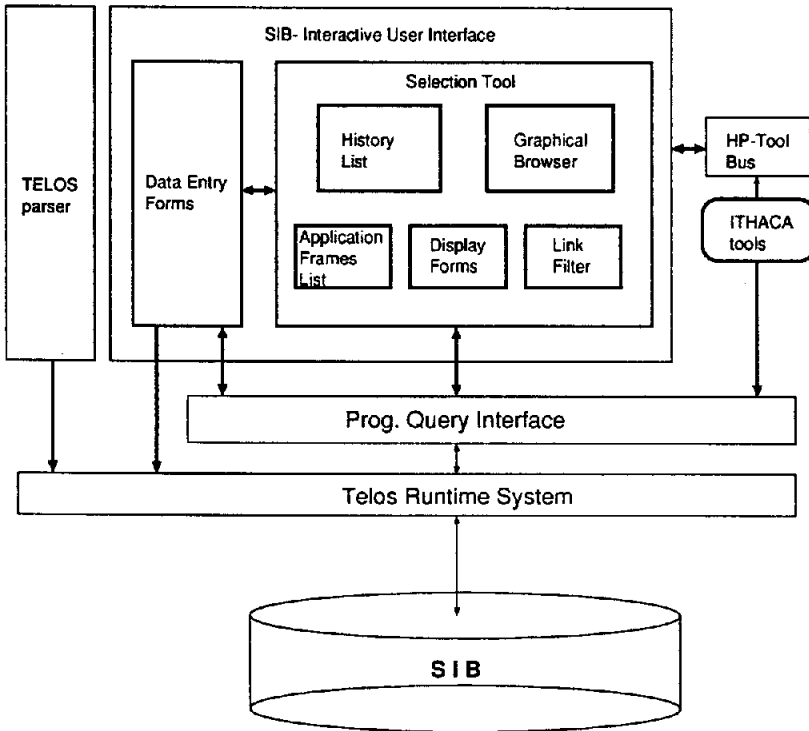 SIB- Interactive User Interface
Selection Tool
History
List
Graphical
Browser
HP-Tool
Bus
TELOS
parser
Data Entry
Forms
ITHACA
tools
Application
Frames
List
Display
Forms
Link
Filter
Prog. Query Interface
Telos Runtime System
SIB